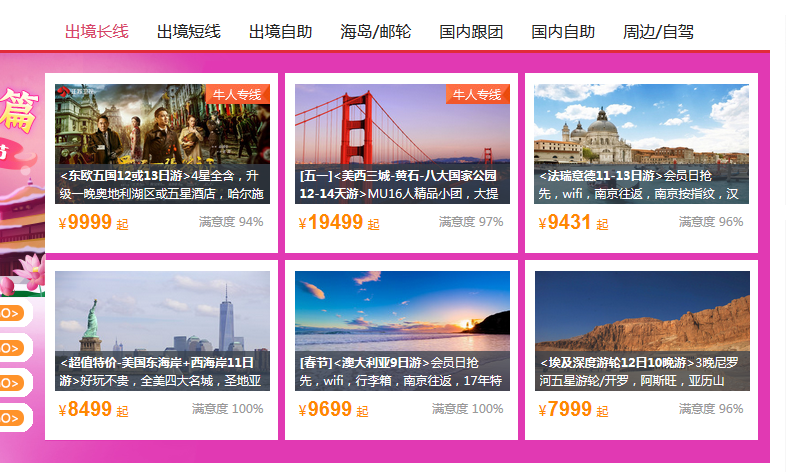 出境长线 出境短线 出境自助 海岛/邮轮 国内跟团 国内自助 周边/自驾
篇
牛人专线
<东欧五国12或13日游>4星全含，升
级一晚奥地利湖区或五星酒店，哈尔施
¥9999 起 满意度 94%
牛人专线
[五一]<美西三城-黄石-八大国家公园
12-14天游>MU16人精品小团，大提
¥19499 起 满意度 97%
<法瑞意德11-13日游>会员日抢
先，wifi，南京往返，南京按指纹，汉
¥9431 起 满意度 96%
<超值特价-美国东海岸+西海岸11日
游>好玩不贵，全美四大名城，圣地亚
¥8499 起 满意度 100%
[春节]<澳大利亚9日游>会员日抢
先，wifi，行李箱，南京往返，17年特
¥9699 起 满意度 100%
<埃及深度游轮12日10晚游>3晚尼罗
河五星游轮/开罗，阿斯旺，亚历山
¥7999 起 满意度 96%
O>
O>
O>
O>